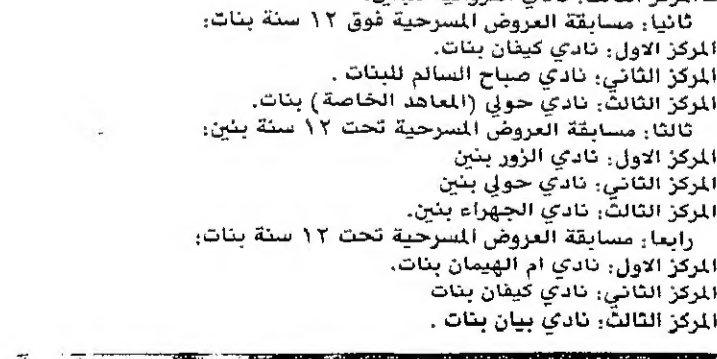 ثانيا: مسابقة العروض المسرحية فوق ١٢ سنة بنات:
المركز الاول: نادي كيفان بنات.
المركز الثاني: نادي صباح السالم للبنات .
المركز الثالث: نادي حولي (المعاهد الخاصة) بنات.
ثالثا: مسابقة العروض المسرحية تحت ١٢ سنة بنين:
المركز الاول: نادي الزور بنين
المركز الثاني: نادي حولي بنين
المركز الثالث: نادي الجهراء بنين.
رابعا: مسابقة العروض المسرحية تحت ١٢ سنة بنات:
المركز الاول: نادي ام الهيمان بنات.
المركز الثاني: نادي كيفان بنات
المركز الثالث: نادي بيان بنات .